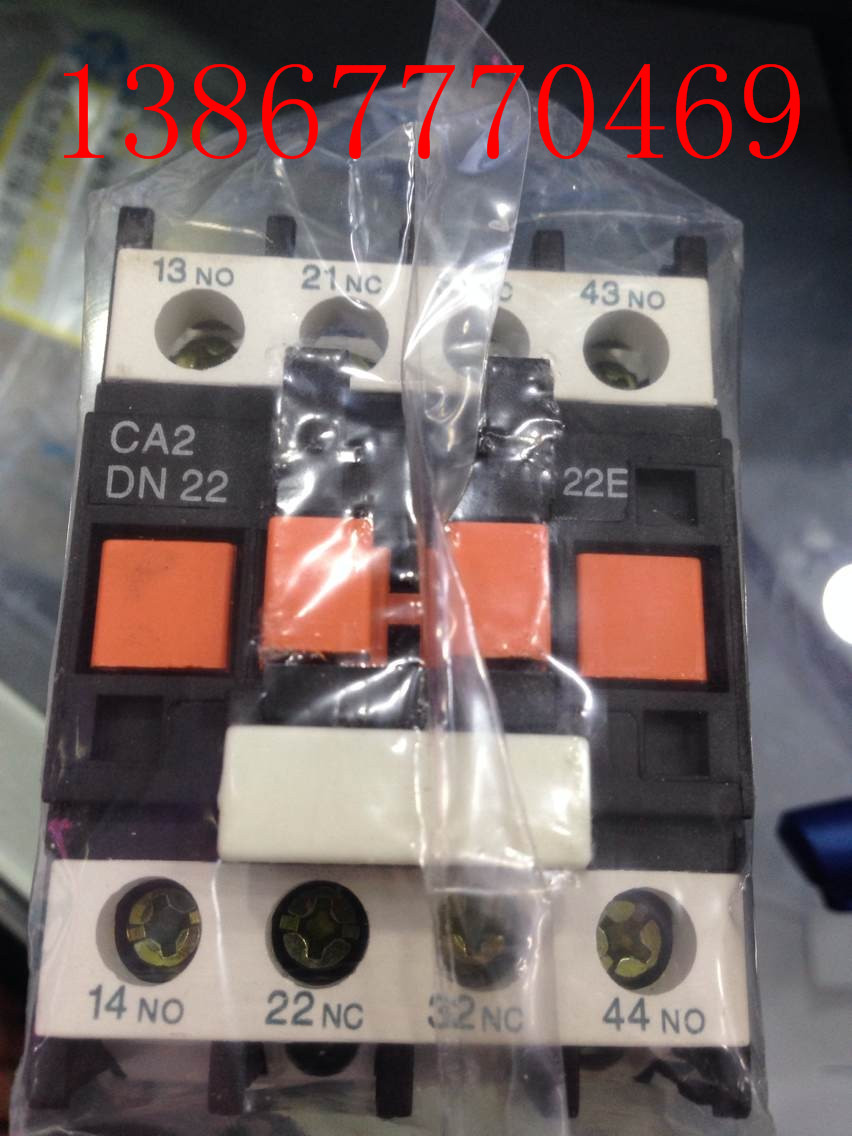 13867770469
13 NO 21 NC NC 43 NO
CA2
DN 22
22E
14 NO 22 NC 32 NC 44 NO